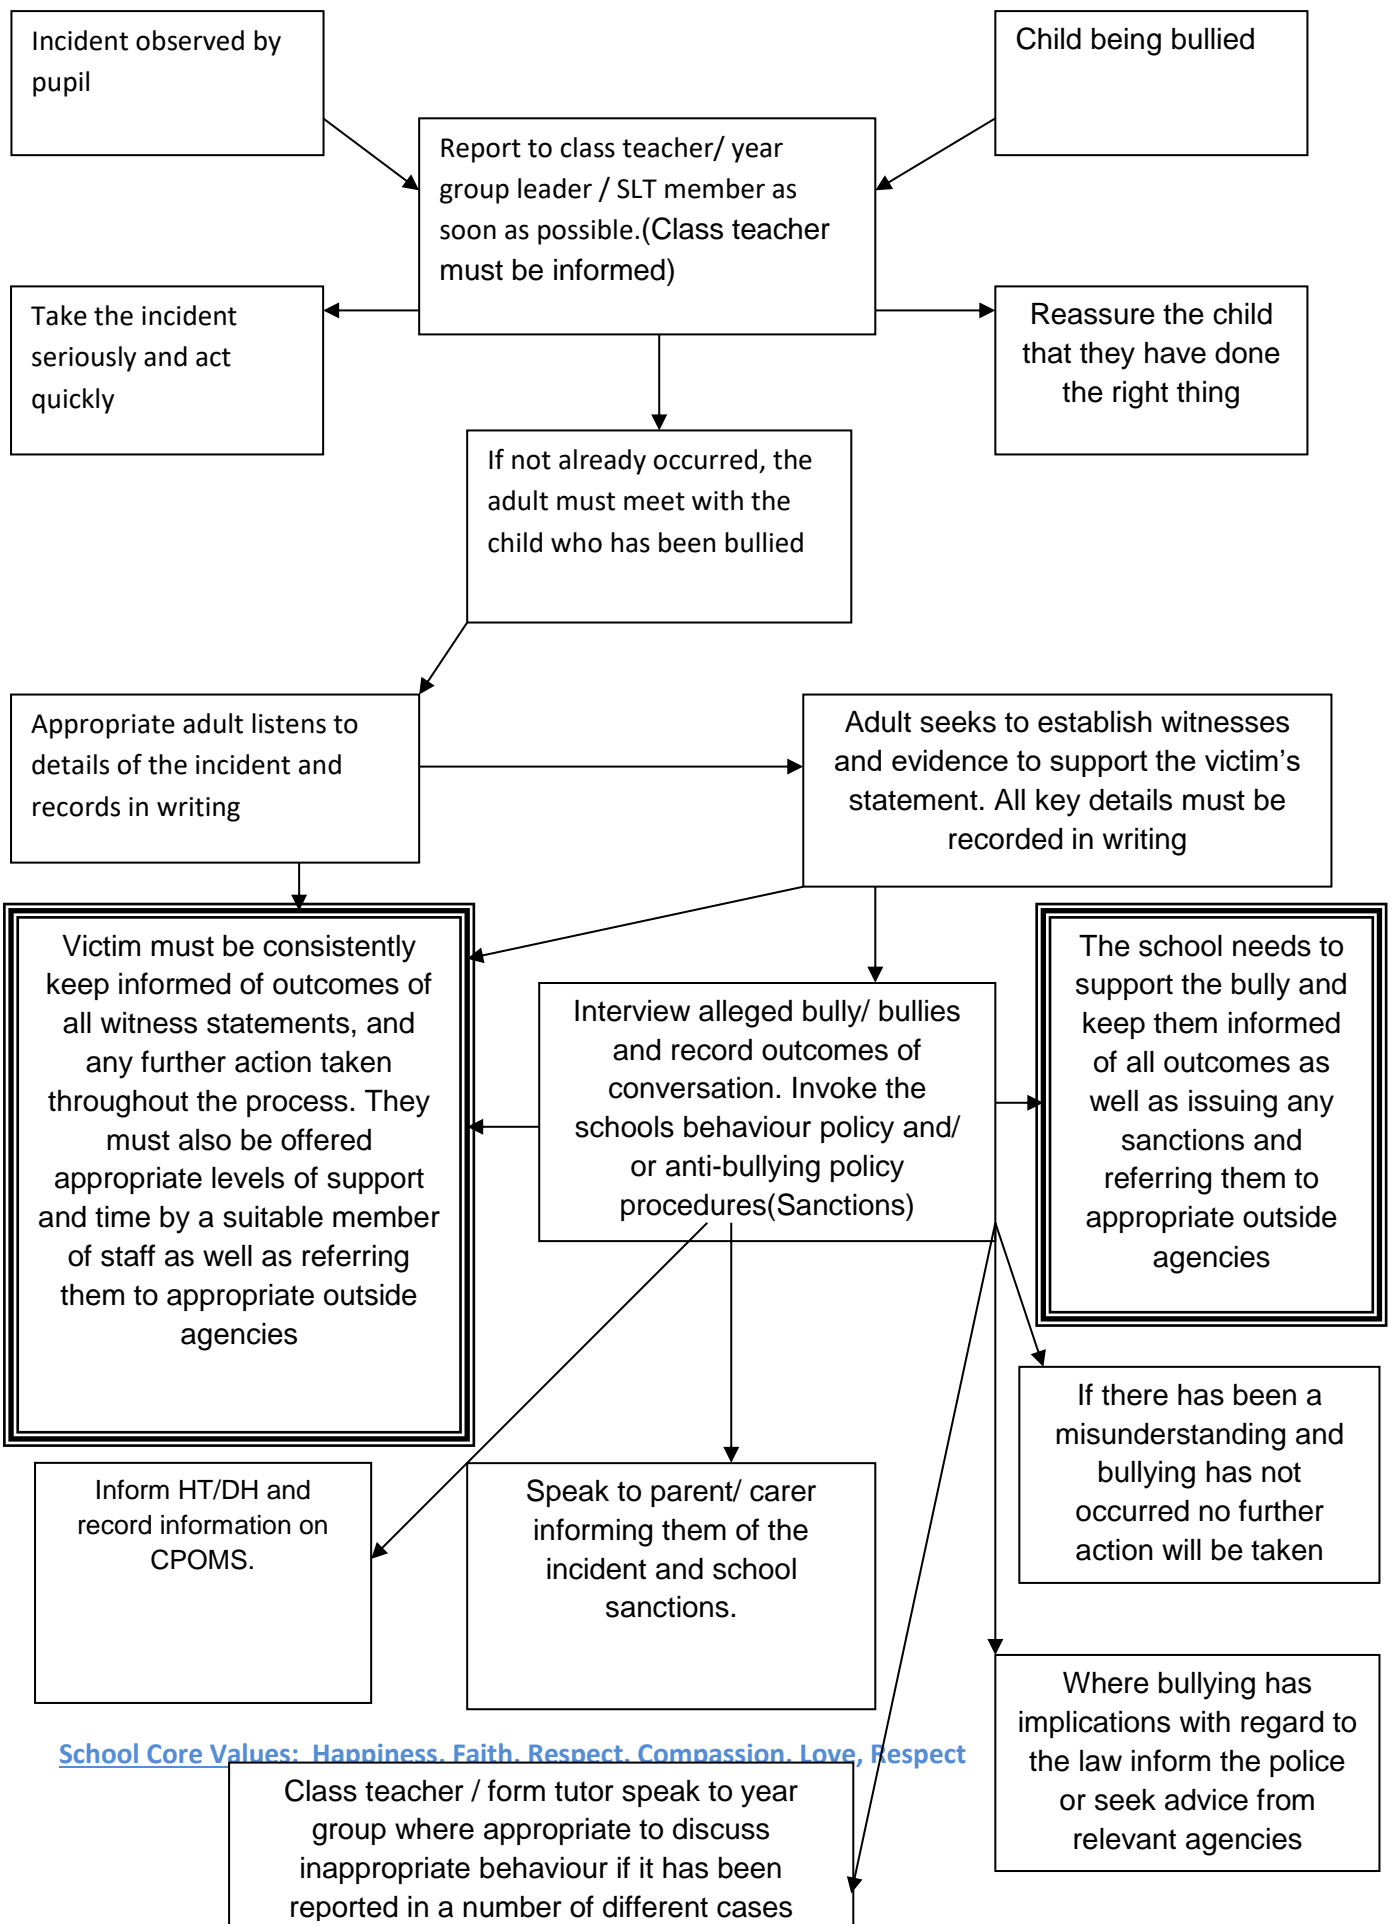 Incident observed by
pupil
Child being bullied
Report to class teacher/ year
group leader / SLT member as
soon as possible.(Class teacher
must be informed)
Take the incident
seriously and act
quickly
Reassure the child
that they have done
the right thing
If not already occurred, the
adult must meet with the
child who has been bullied
Appropriate adult listens to
details of the incident and
records in writing
Adult seeks to establish witnesses
and evidence to support the victim’s
statement. All key details must be
recorded in writing
Victim must be consistently
keep informed of outcomes of
all witness statements, and
any further action taken
throughout the process. They
must also be offered
appropriate levels of support
and time by a suitable member
of staff as well as referring
them to appropriate outside
agencies
Interview alleged bully/ bullies
and record outcomes of
conversation. Invoke the
schools behaviour policy and/
or anti-bullying policy
procedures(Sanctions)
The school needs to
support the bully and
keep them informed
of all outcomes as
well as issuing any
sanctions and
referring them to
appropriate outside
agencies
If there has been a
misunderstanding and
bullying has not
occurred no further
action will be taken
Inform HT/DH and
record information on
CPOMS.
Speak to parent/ carer
informing them of the
incident and school
sanctions.
Where bullying has
implications with regard to
the law inform the police
or seek advice from
relevant agencies
School Core Values:  Happiness, Faith, Respect, Compassion, Love, Respect
Class teacher / form tutor speak to year
group where appropriate to discuss
inappropriate behaviour if it has been
reported in a number of different cases